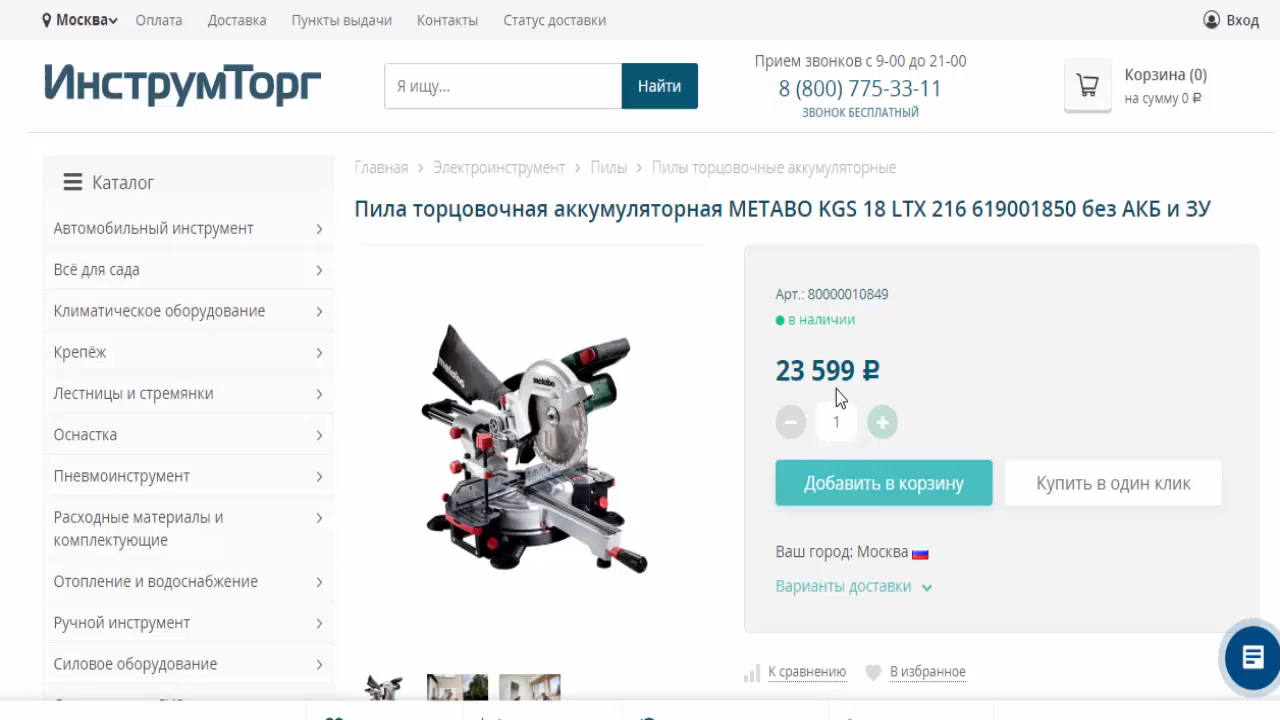 Москва
Оплата
Доставка
Пункты выдачи
Контакты
Статус доставки
Вход
ИнструмТорг
Я ищу...
Найти
Прием звонков с 9-00 до 21-00
8 (800) 775-33-11
ЗВОНОК БЕСПЛАТНЫЙ
Корзина (0)
на сумму 0 ₽
Каталог
Автомобильный инструмент
Всё для сада
Климатическое оборудование
Крепёж
Лестницы и стремянки
Оснастка
Пневмоинструмент
Расходные материалы и
комплектующие
Отопление и водоснабжение
Ручной инструмент
Силовое оборудование
Главная > Электроинструмент > Пилы > Пилы торцовочные аккумуляторные
Пила торцовочная аккумуляторная METABO KGS 18 LTX 216 619001850 без АКБ и ЗУ
metabo
metabo
METABO
Арт.: 80000010849
в наличии
23 599 ₽
1
Добавить в корзину
Купить в один клик
Ваш город: Москва
Варианты доставки
К сравнению
В избранное